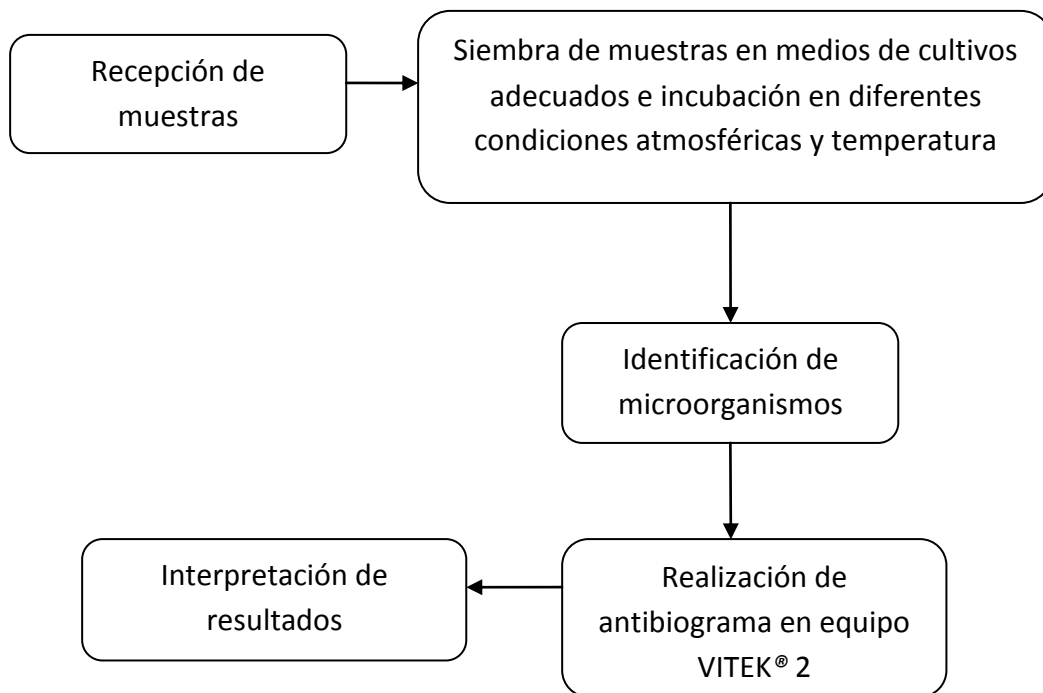 Recepción de
muestras
Siembra de muestras en medios de cultivos
adecuados e incubación en diferentes
condiciones atmosféricas y temperatura
Identificación de
microorganismos
Realización de
antibiograma en equipo
VITEK® 2
Interpretación de
resultados